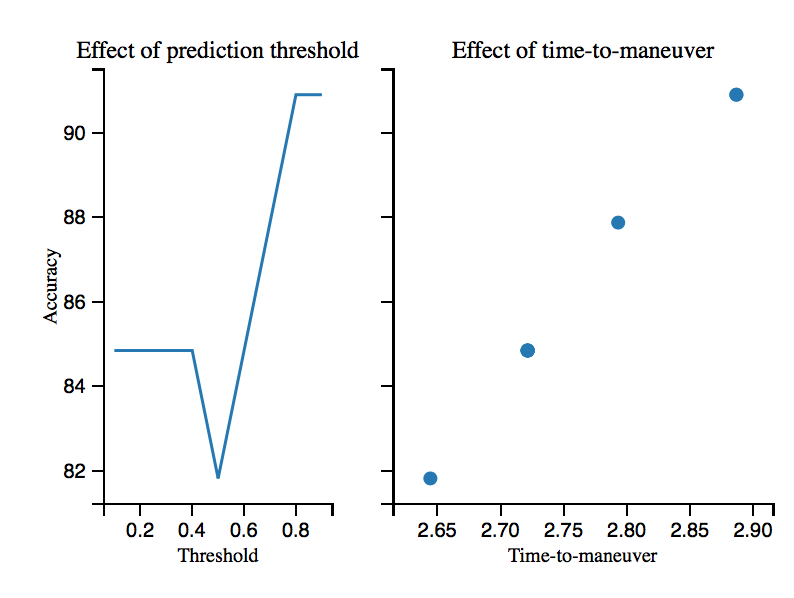 Effect of prediction threshold
Effect of time-to-maneuver
90
88
86
84
82
Accuracy
0.2 0.4 0.6 0.8
Threshold
2.65 2.70 2.75 2.80 2.85 2.90
Time-to-maneuver